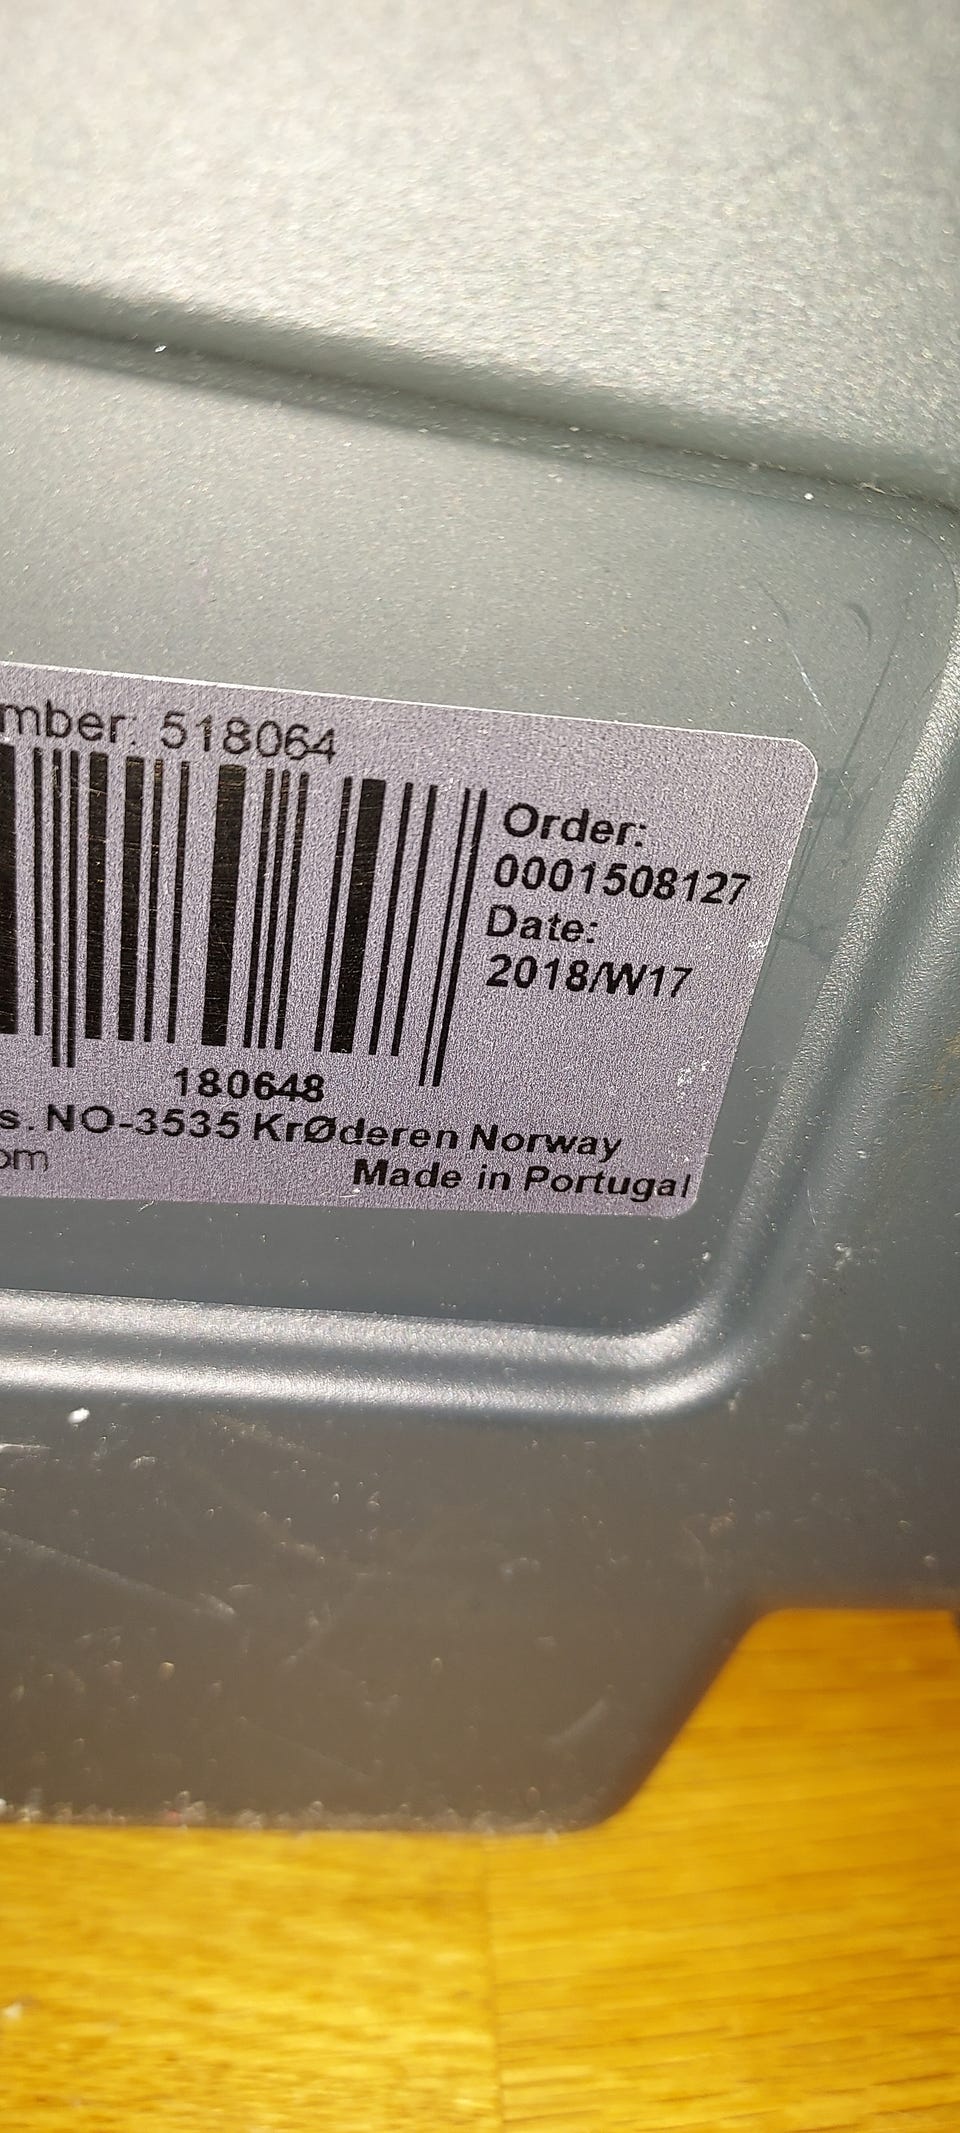 mber: 518064
Order:
0001508127
Date:
2018/W17
180648
s. NO-3535 KrØderen Norway
om
Made in Portugal